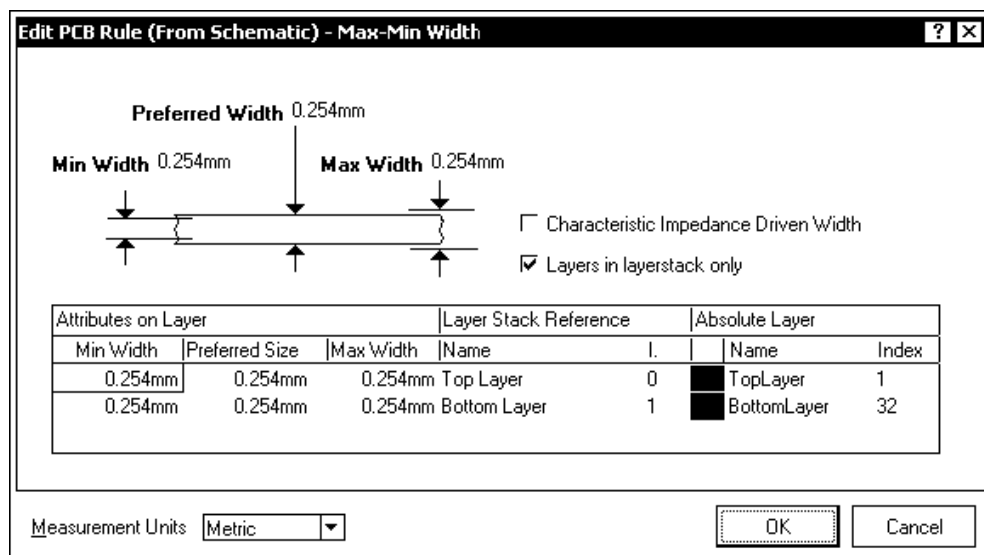 Edit PCB Rule (From Schematic) - Max-Min Width ? X
Preferred Width 0.254mm
Min Width 0.254mm Max Width 0.254mm
Characteristic Impedance Driven Width
Layers in layerstack only
Attributes on Layer Layer Stack Reference Absolute Layer
Min Width Preferred Size Max Width Name I. Name Index
0.254mm 0.254mm 0.254mm Top Layer 0 TopLayer 1
0.254mm 0.254mm 0.254mm Bottom Layer 1 BottomLayer 32
Measurement Units Metric OK Cancel